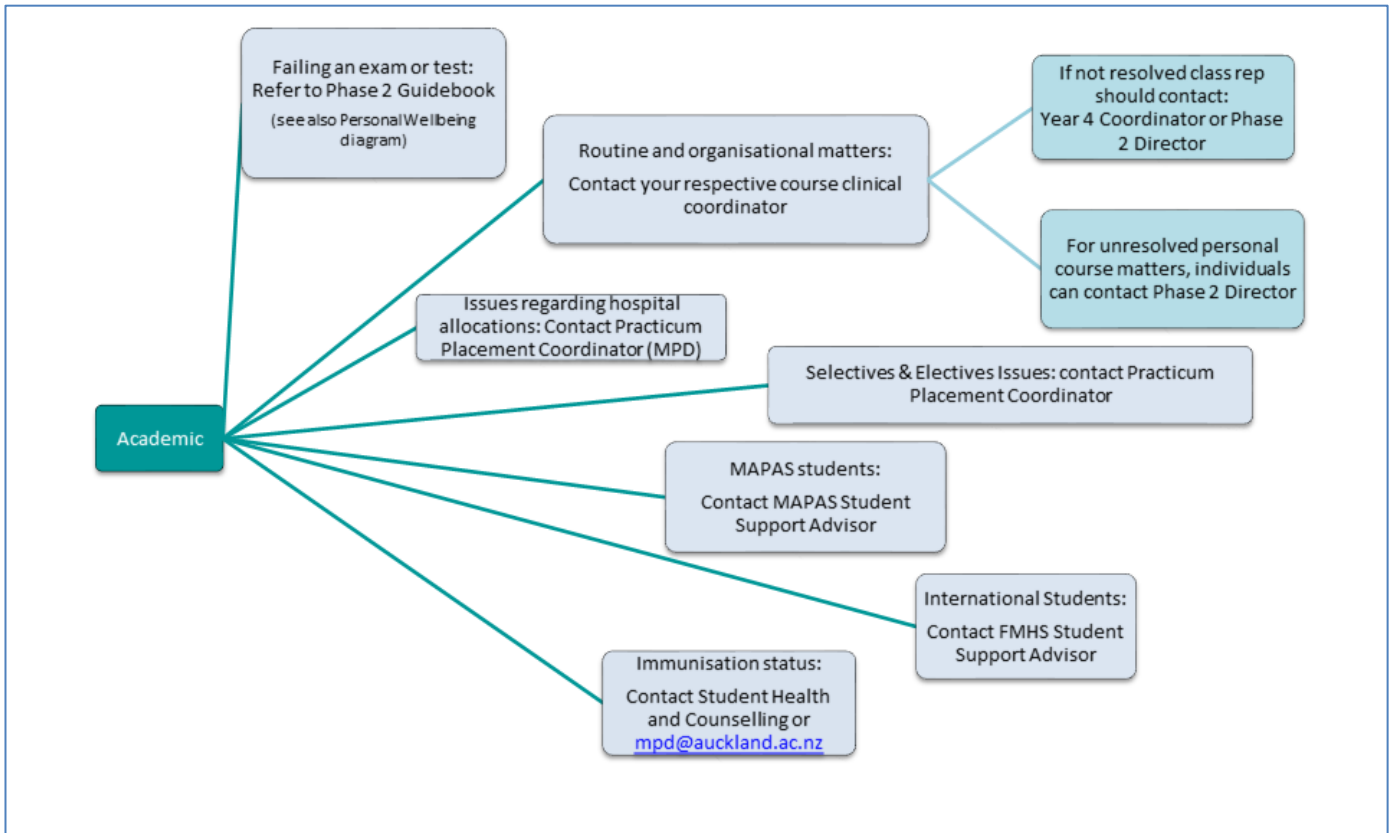 Failing an exam or test:
Refer to Phase 2 Guidebook
(see also Personal Wellbeing
diagram)
Routine and organisational matters:
Contact your respective course clinical
coordinator
If not resolved class rep
should contact:
Year 4 Coordinator or Phase
2 Director
For unresolved personal
course matters, individuals
can contact Phase 2 Director
Issues regarding hospital
allocations: Contact Practicum
Placement Coordinator (MPD)
Selectives & Electives Issues: contact Practicum
Placement Coordinator
Academic
MAPAS students:
Contact MAPAS Student
Support Advisor
International Students:
Contact FMHS Student
Support Advisor
Immunisation status:
Contact Student Health
and Counselling or
mpd@auckland.ac.nz